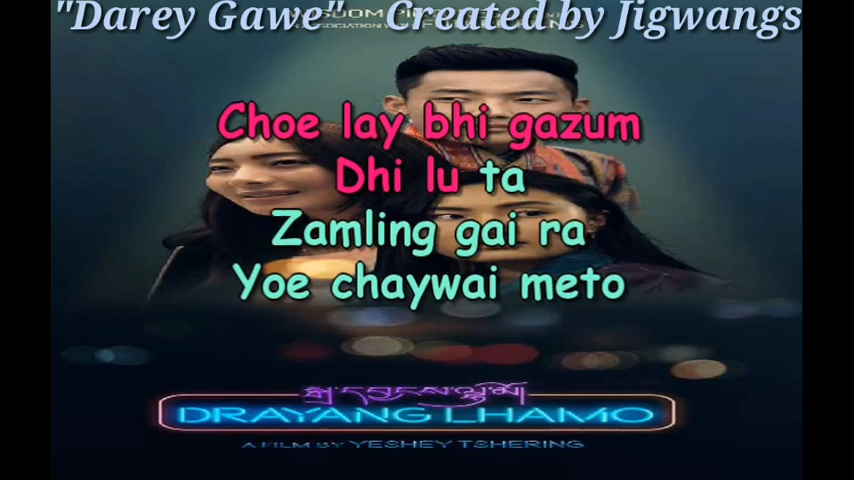 "Darey Gawe" Created by Jigwangs
Choe lay bhi gazum
Dhi lu ta
Zamling gai ra
Yoe chaywai meto
DRAYANG LHAMO
A FILM BY YESHEY TSHERING